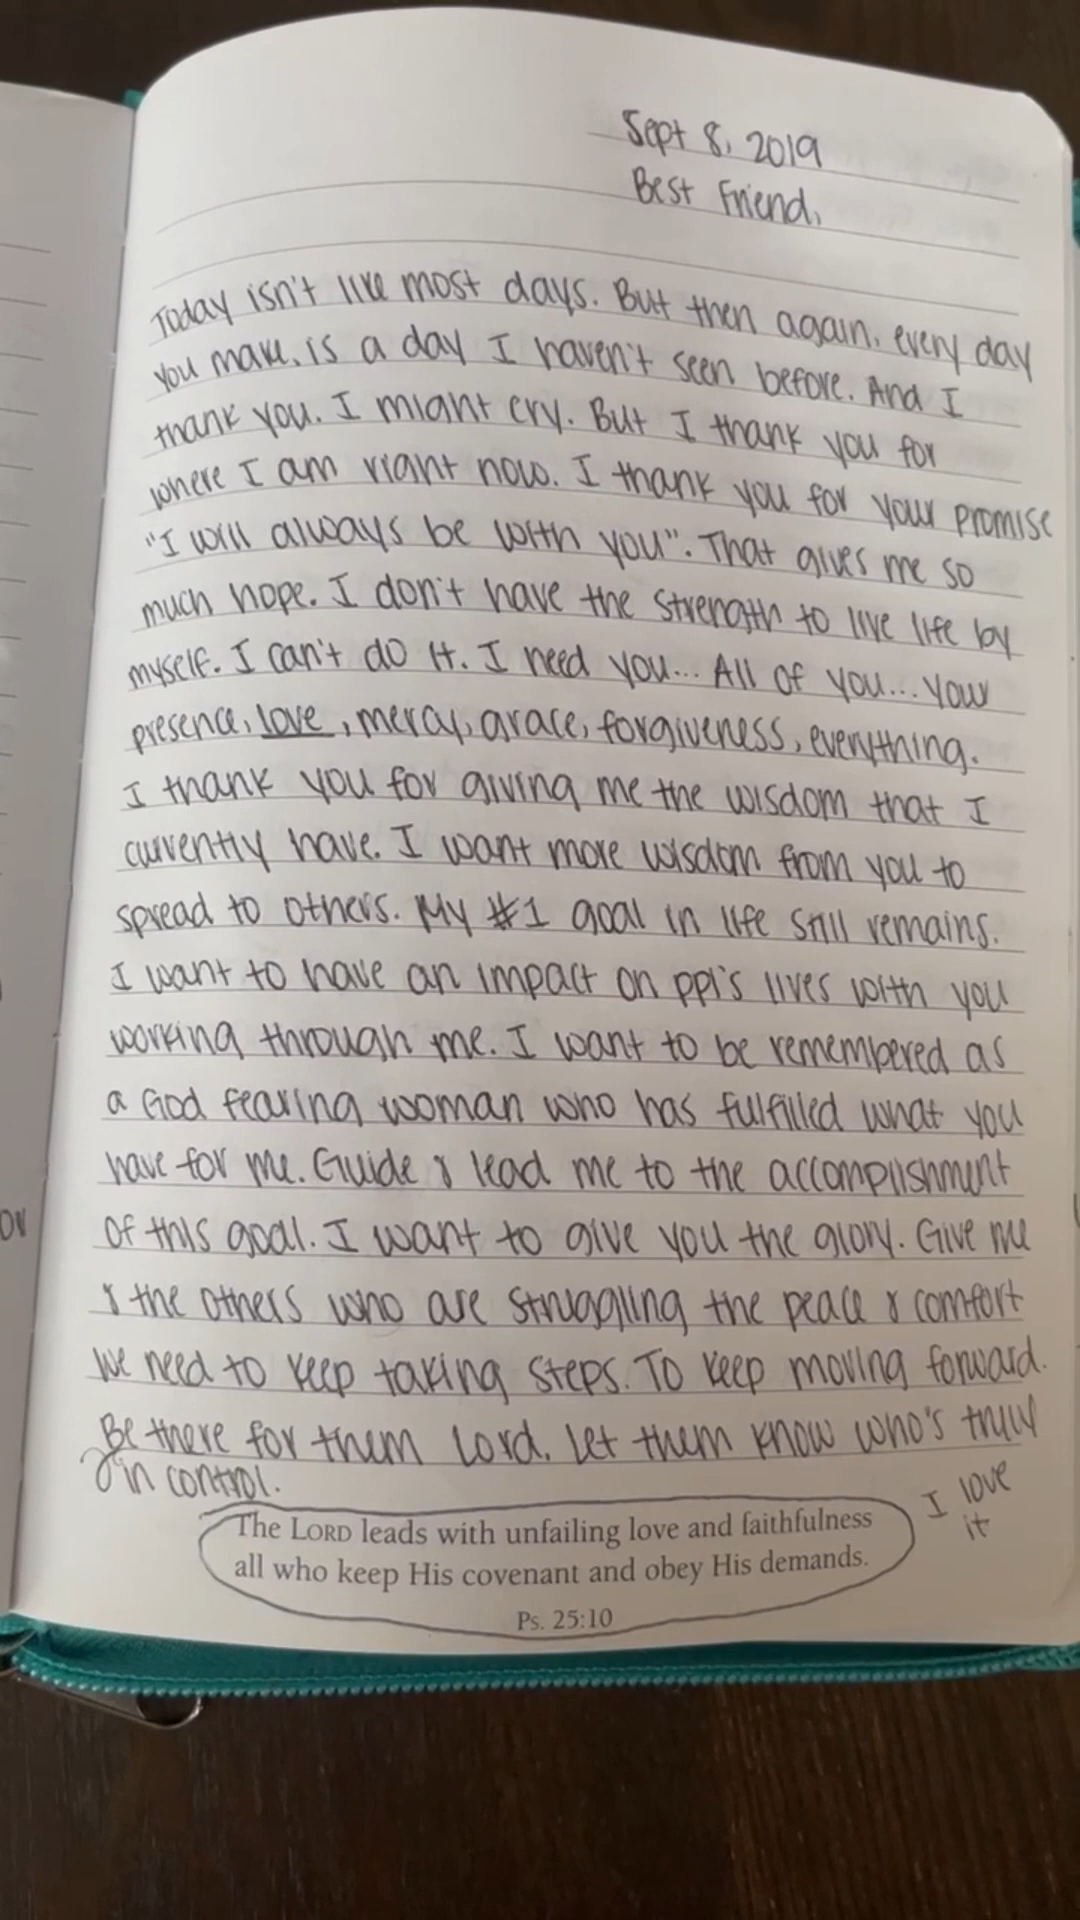 Sept 8, 2019
Best Friend,
Today isn't like most days. But then again, every day
you make, is a day I haven't seen before. And I
thank you. I might cry. But I thank you for
where I am right now. I thank you for your promise
"I will always be with you". That gives me so
much hope. I don't have the strength to live life by
myself. I can't do it. I need you... All of you... your
presence, love, mercy, grace, forgiveness, everything.
I thank you for giving me the wisdom that I
currently have. I want more wisdom from you to
spread to others. My #1 goal in life still remains.
I want to have an impact on ppl's lives with you
working through me. I want to be remembered as
a God fearing woman who has fulfilled what you
have for me. Guide & lead me to the accomplishment
of this goal. I want to give you the glory. Give me
& the others who are struggling the peace & comfort
we need to keep taking steps. To keep moving forward.
Be there for them Lord. Let them know who's truly
in control.
I love
it
The LORD leads with unfailing love and faithfulness
all who keep His covenant and obey His demands.
Ps. 25:10